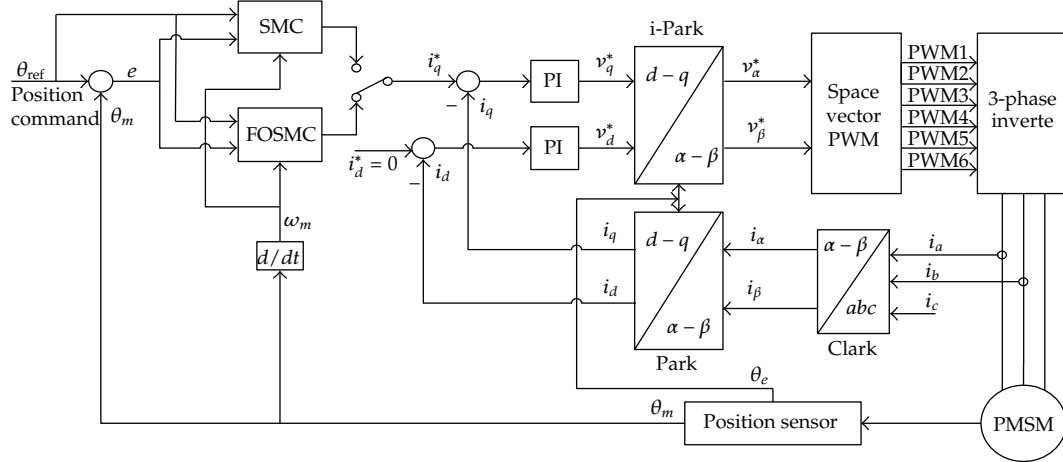 SMC
i-Park
θref
e
Position
command
θm
FOSMC
i*q
iq
−
PI
v*q
d − q
α − β
v*α
Space
vector
PWM
PWM1
PWM2
PWM3
PWM4
PWM5
PWM6
3-phase
inverte
i*d = 0
−
id
PI
v*d
v*β
ωm
d/dt
iq
id
d − q
α − β
Park
iα
iβ
α − β
abc
Clark
ia
ib
ic
θe
θm
Position sensor
PMSM